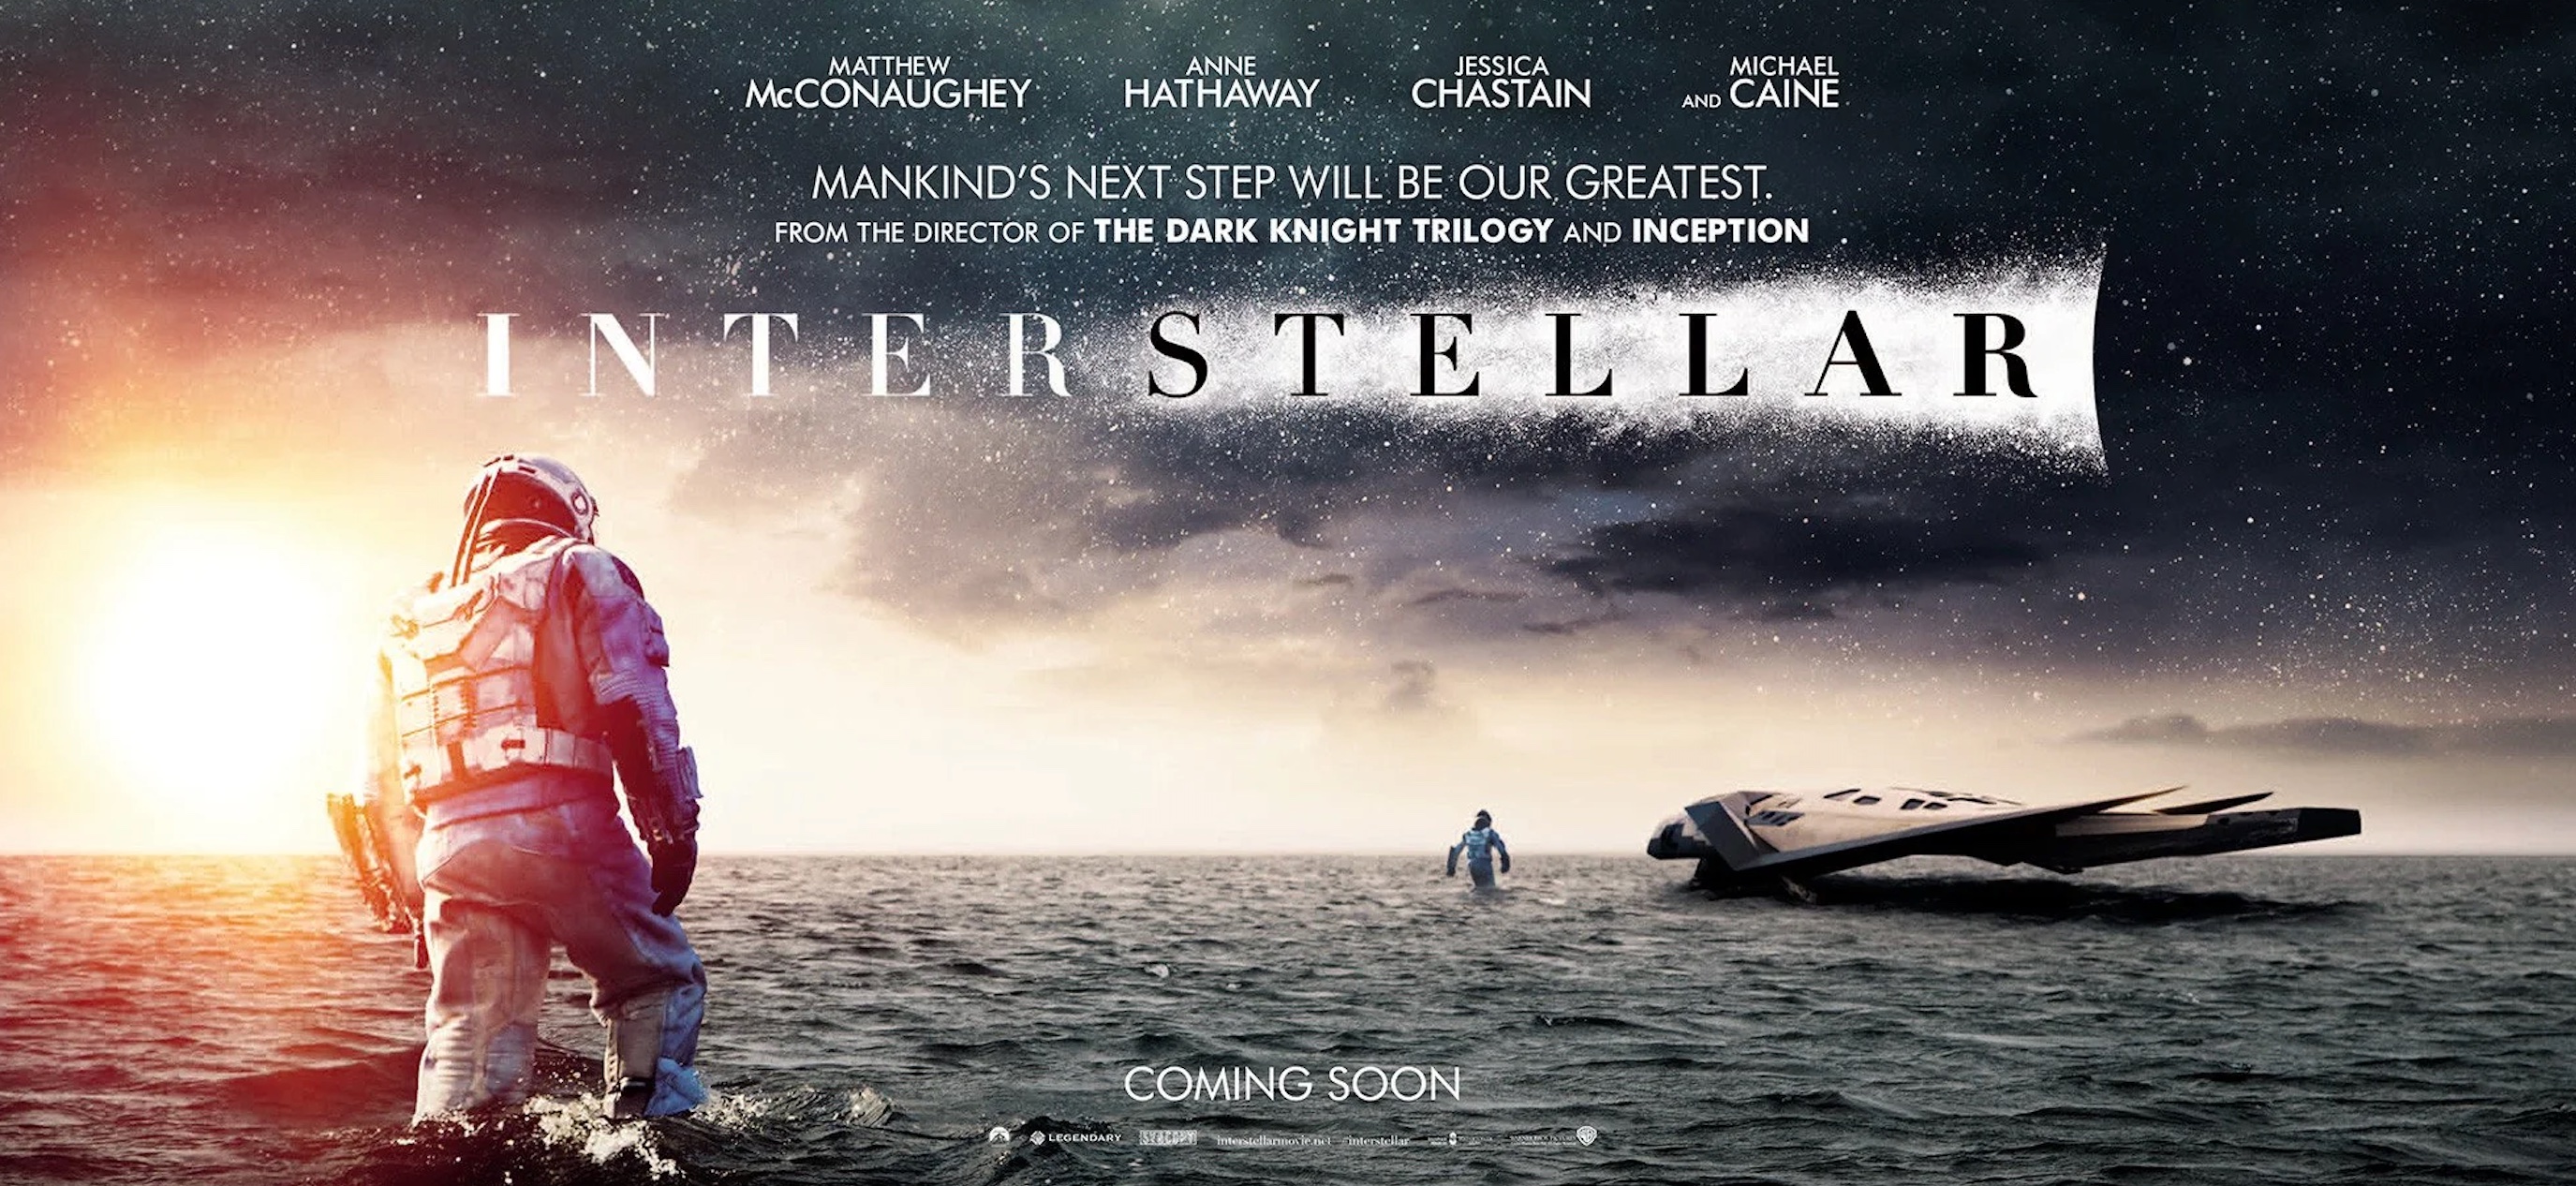 MATTHEW
McCONAUGHEY
ANNE
HATHAWAY
JESSICA
CHASTAIN
MICHAEL
AND CAINE
MANKIND'S NEXT STEP WILL BE OUR GREATEST.
FROM THE DIRECTOR OF THE DARK KNIGHT TRILOGY AND INCEPTION
INTERSTELLAR
COMING SOON
LEGENDARY SYNCOPY interstellarmovie.net #interstellar